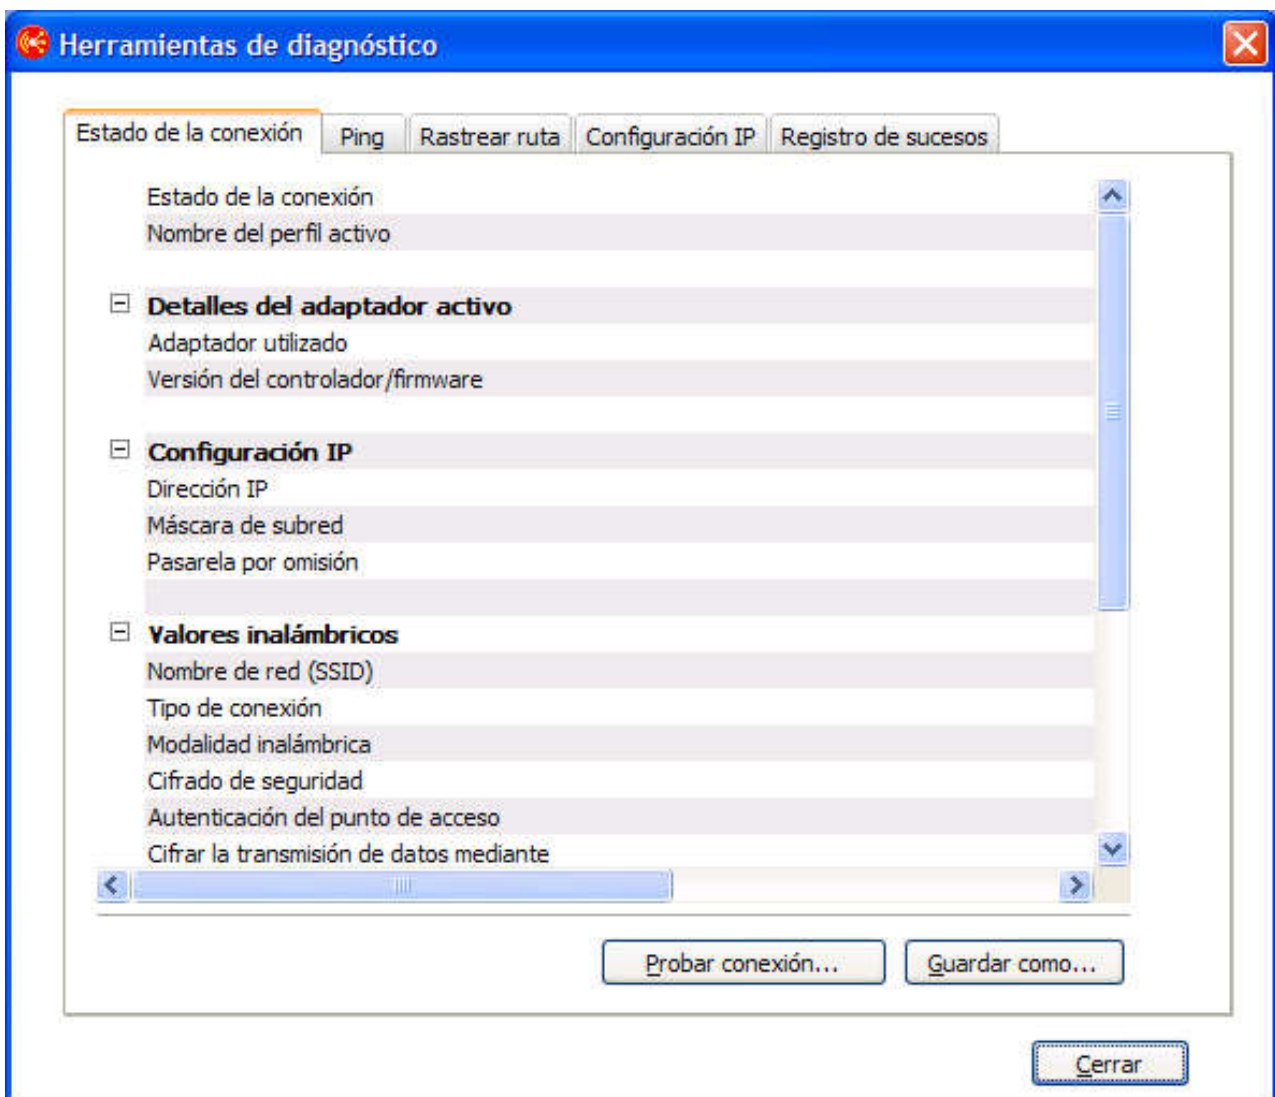 Herramientas de diagnóstico
Estado de la conexión Ping Rastrear ruta Configuración IP Registro de sucesos
Estado de la conexión
Nombre del perfil activo
Detalles del adaptador activo
Adaptador utilizado
Versión del controlador/firmware
Configuración IP
Dirección IP
Máscara de subred
Pasarela por omisión
Valores inalámbricos
Nombre de red (SSID)
Tipo de conexión
Modalidad inalámbrica
Cifrado de seguridad
Autenticación del punto de acceso
Cifrar la transmisión de datos mediante
Probar conexión... Guardar como...
Cerrar